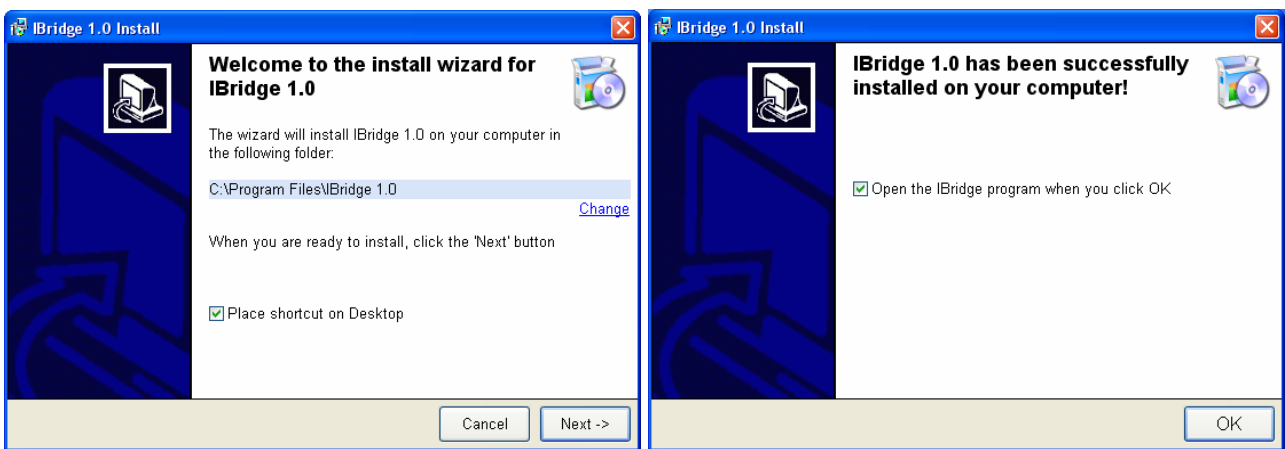 IBridge 1.0 Install
Welcome to the install wizard for
IBridge 1.0
The wizard will install IBridge 1.0 on your computer in
the following folder:
C:\Program Files\IBridge 1.0
Change
When you are ready to install, click the 'Next' button
Place shortcut on Desktop
Cancel
Next ->
IBridge 1.0 Install
IBridge 1.0 has been successfully
installed on your computer!
Open the IBridge program when you click OK
OK